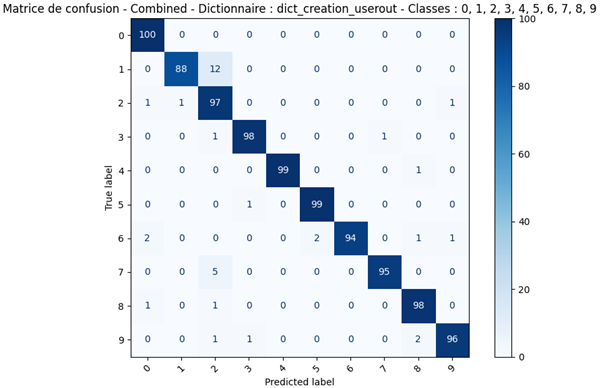 Matrice de confusion - Combined - Dictionnaire : dict_creation_userout - Classes : 0, 1, 2, 3, 4, 5, 6, 7, 8, 9
True label
0 100 0 0 0 0 0 0 0 0 0
1 0 88 12 0 0 0 0 0 0 0
2 1 1 97 0 0 0 0 0 0 1
3 0 0 1 98 0 0 0 1 0 0
4 0 0 0 0 99 0 0 0 1 0
5 0 0 0 1 0 99 0 0 0 0
6 2 0 0 0 0 2 94 0 1 1
7 0 0 5 0 0 0 0 95 0 0
8 1 0 1 0 0 0 0 0 98 0
9 0 0 1 1 0 0 0 0 2 96
0 1 2 3 4 5 6 7 8 9
Predicted label
100
80
60
40
20
0